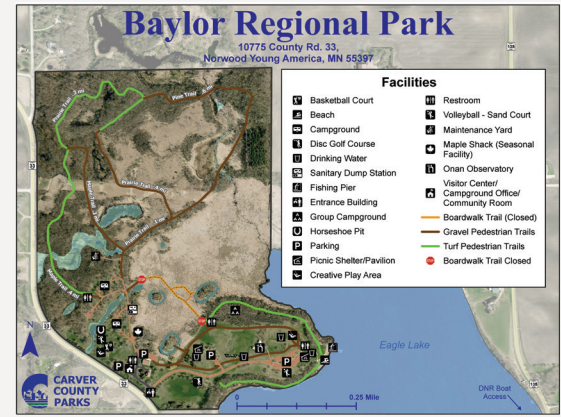 Baylor Regional Park
10775 County Rd. 33,
Norwood Young America, MN 55397
Facilities
Basketball Court
Beach
Campground
Disc Golf Course
Drinking Water
Sanitary Dump Station
Fishing Pier
Entrance Building
Group Campground
Horseshoe Pit
Parking
Picnic Shelter/Pavilion
Creative Play Area
Restroom
Volleyball - Sand Court
Maintenance Yard
Maple Shack (Seasonal
Facility)
Onan Observatory
Visitor Center/
Campground Office/
Community Room
Boardwalk Trail (Closed)
Gravel Pedestrian Trails
Turf Pedestrian Trails
Boardwalk Trail Closed
Eagle Lake
DNR Boat
Access
N
CARVER
COUNTY
PARKS
0
0.25 Mile
33
33
33
P
P
P
P